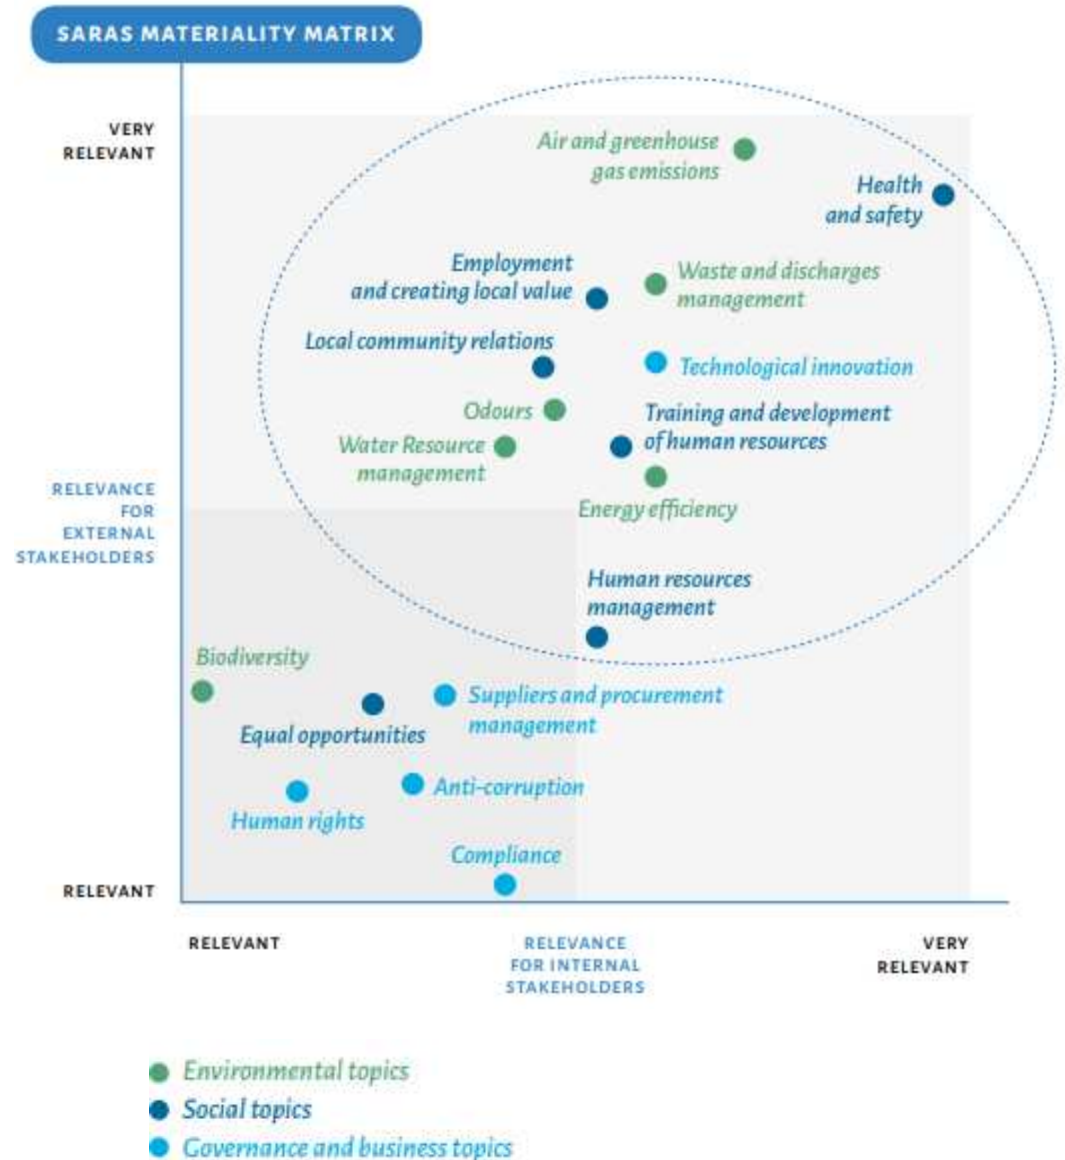 SARAS MATERIALITY MATRIX
VERY
RELEVANT
Air and greenhouse
gas emissions
Health
and safety
Employment
and creating local value
Waste and discharges
management
Local community relations
Technological innovation
Odours
Training and development
of human resources
Water Resource
management
Energy efficiency
RELEVANCE
FOR
EXTERNAL
STAKEHOLDERS
Human resources
management
Biodiversity
Suppliers and procurement
management
Equal opportunities
Anti-corruption
Human rights
Compliance
RELEVANT
RELEVANT
RELEVANCE
FOR INTERNAL
STAKEHOLDERS
VERY
RELEVANT
Environmental topics
Social topics
Governance and business topics